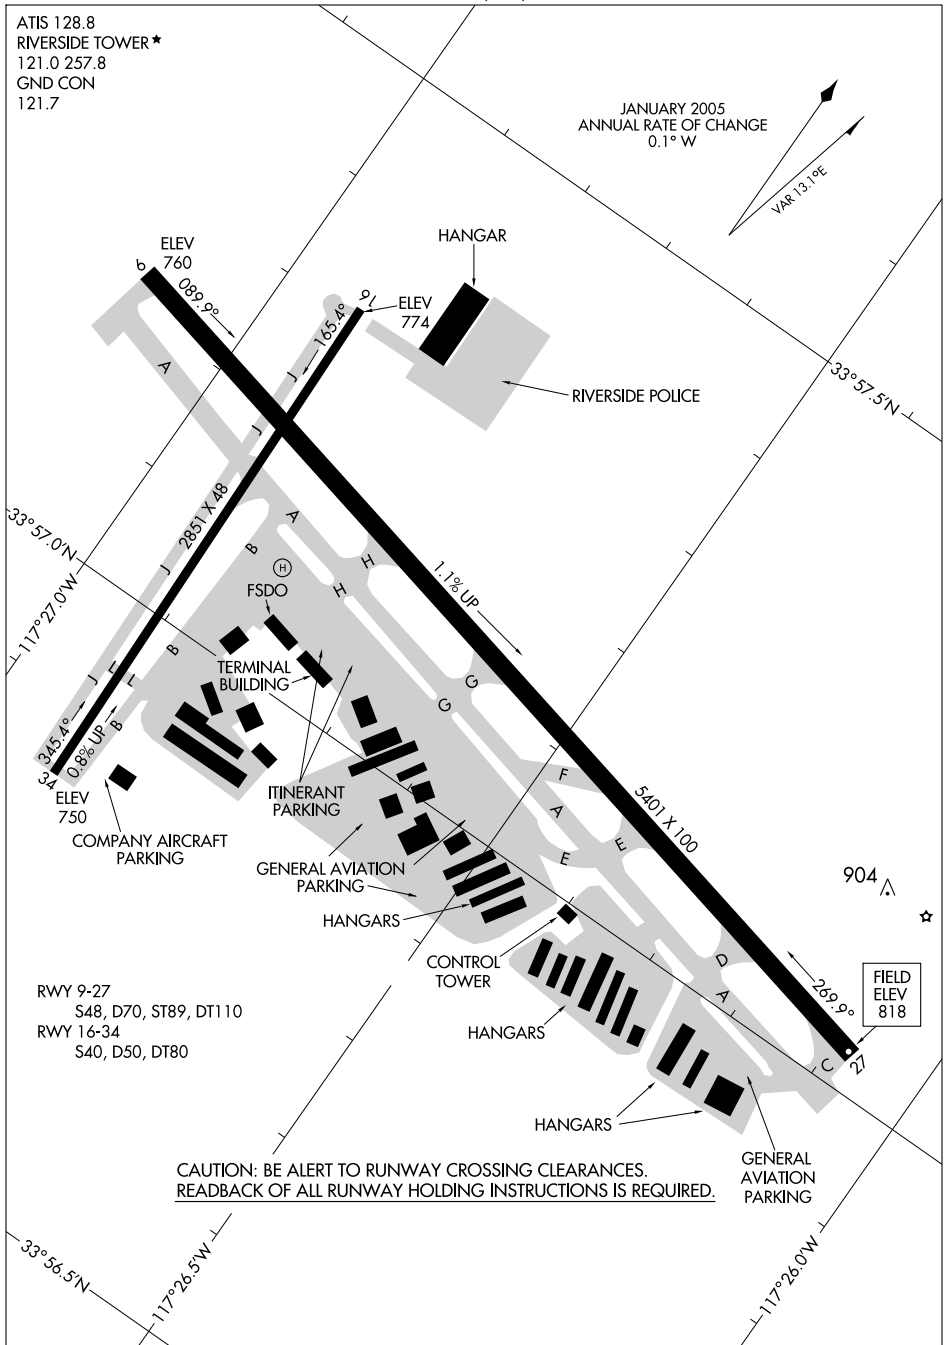 ATIS 128.8
RIVERSIDE TOWER★
121.0 257.8
GND CON
121.7
JANUARY 2005
ANNUAL RATE OF CHANGE
0.1° W
VAR 13.1°E
HANGAR
ELEV
760
9
089.9°
16
ELEV
774
165.4°
RIVERSIDE POLICE
33°57.5'N
A
J
J
2851 X 48
33°57.0'N
117°27.0'W
A
B
H
H
H
J
FSDO
1.1% UP
B
TERMINAL
BUILDING
G
G
J
L
L
B
345.4°
0.8% UP
34
ELEV
750
ITINERANT
PARKING
F
A
E
E
5401 X 100
COMPANY AIRCRAFT
PARKING
GENERAL AVIATION
PARKING
HANGARS
904
CONTROL
TOWER
D
A
269.9°
FIELD
ELEV
818
RWY 9-27
S48, D70, ST89, DT110
RWY 16-34
S40, D50, DT80
HANGARS
C
27
HANGARS
GENERAL
AVIATION
PARKING
CAUTION: BE ALERT TO RUNWAY CROSSING CLEARANCES.
READBACK OF ALL RUNWAY HOLDING INSTRUCTIONS IS REQUIRED.
33°56.5'N
117°26.5'W
117°26.0'W